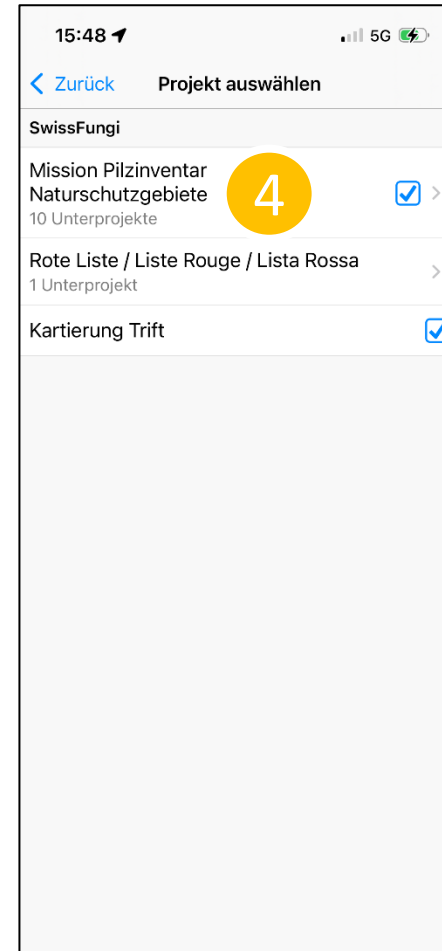 15:48 5G
Zurück Projekt auswählen
SwissFungi
Mission Pilzinventar
Naturschutzgebiete
10 Unterprojekte
4
Rote Liste / Liste Rouge / Lista Rossa
1 Unterprojekt
Kartierung Trift